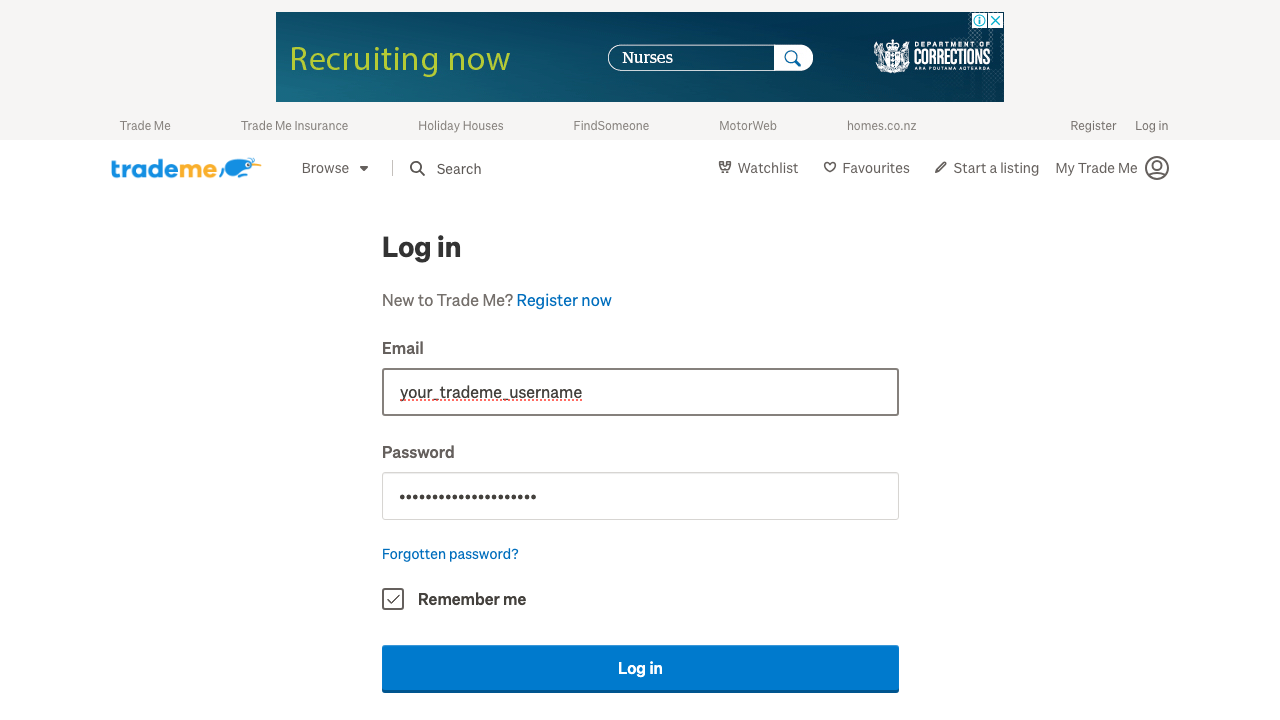 Recruiting now
Nurses
DEPARTMENT OF
CORRECTIONS
ARA POUTAMA AOTEAROA
Trade Me
Trade Me Insurance
Holiday Houses
FindSomeone
MotorWeb
homes.co.nz
Register
Log in
trademe
Browse
Search
Watchlist
Favourites
Start a listing
My Trade Me
Log in
New to Trade Me? Register now
Email
your_trademe_username
Password
•••••••••••••••••••••
Forgotten password?
Remember me
Log in